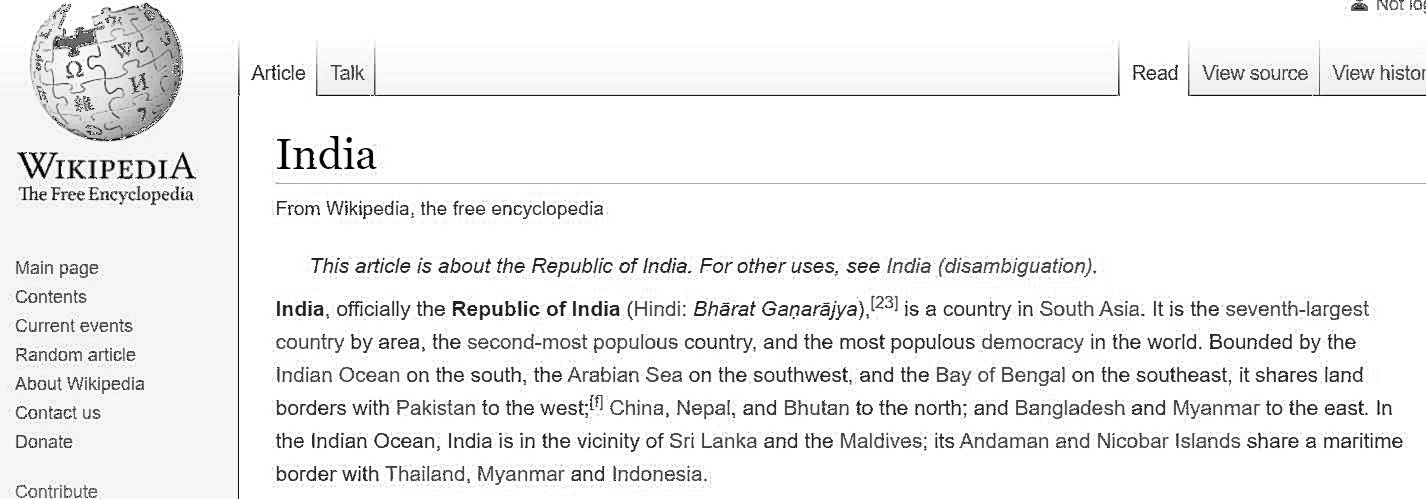 Not log
Article
Talk
Read
View source
View histor
WIKIPEDIA
The Free Encyclopedia
India
From Wikipedia, the free encyclopedia
This article is about the Republic of India. For other uses, see India (disambiguation).
India, officially the Republic of India (Hindi: Bhārat Gaṇarājya),[23] is a country in South Asia. It is the seventh-largest
country by area, the second-most populous country, and the most populous democracy in the world. Bounded by the
Indian Ocean on the south, the Arabian Sea on the southwest, and the Bay of Bengal on the southeast, it shares land
borders with Pakistan to the west;[f] China, Nepal, and Bhutan to the north; and Bangladesh and Myanmar to the east. In
the Indian Ocean, India is in the vicinity of Sri Lanka and the Maldives; its Andaman and Nicobar Islands share a maritime
border with Thailand, Myanmar and Indonesia.
Main page
Contents
Current events
Random article
About Wikipedia
Contact us
Donate
Contribute